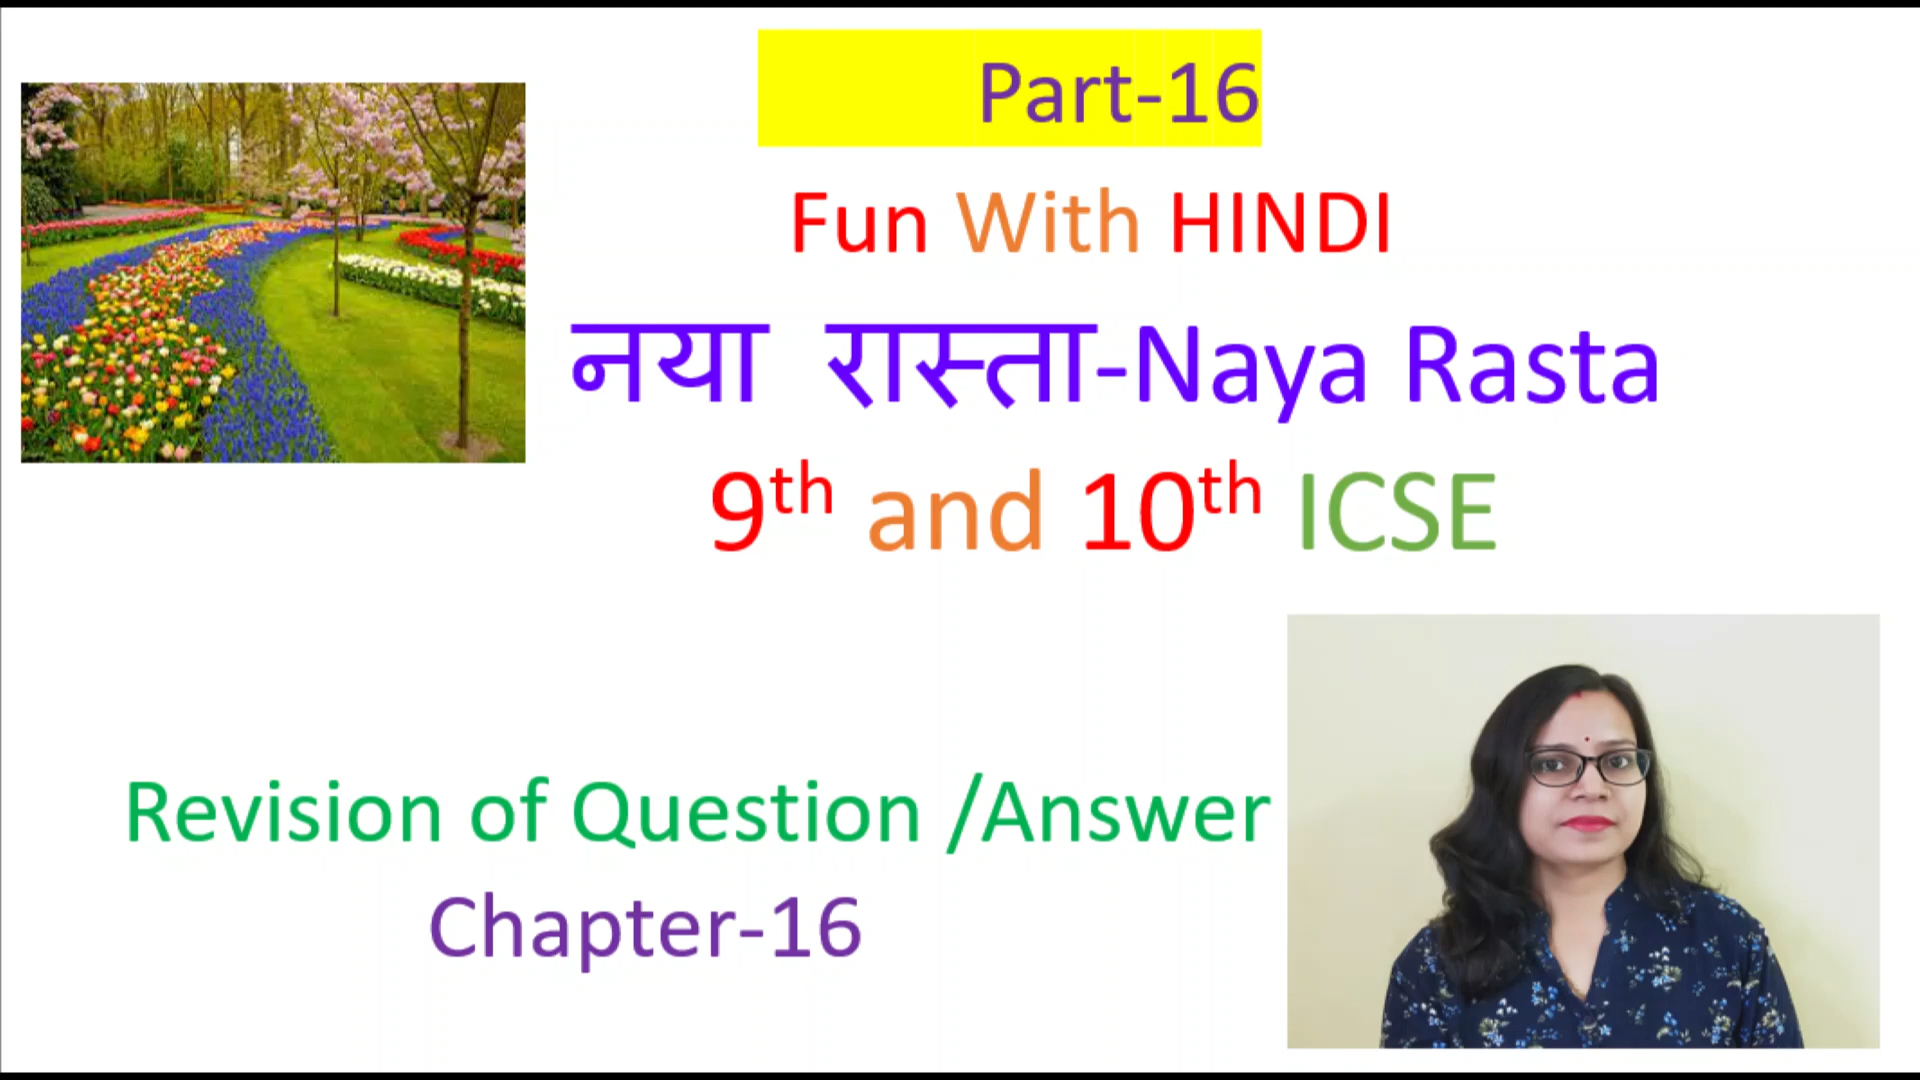 Part-16
Fun With HINDI
नया रास्ता-Naya Rasta
9th and 10th ICSE
Revision of Question /Answer
Chapter-16